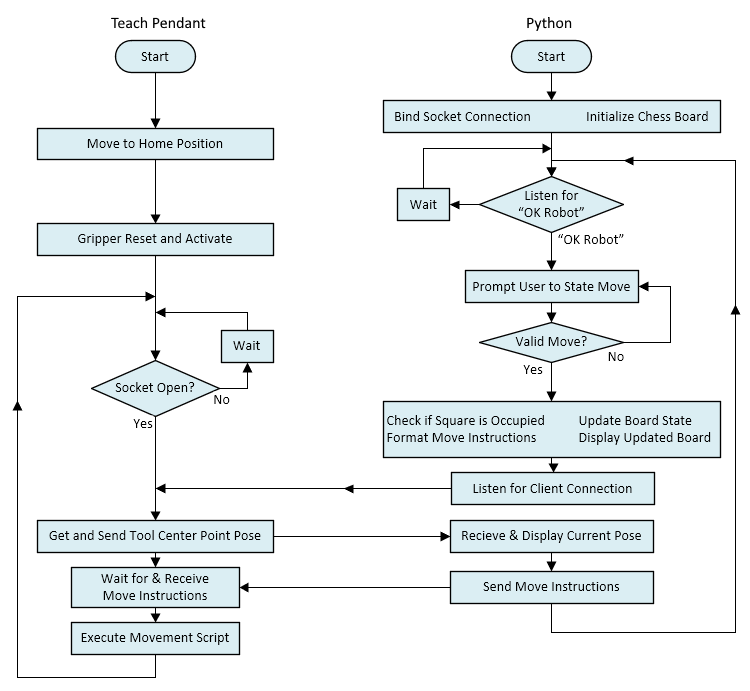 Teach Pendant
Start
Move to Home Position
Gripper Reset and Activate
Wait
Socket Open?
No
Yes
Get and Send Tool Center Point Pose
Wait for & Receive
Move Instructions
Execute Movement Script
Python
Start
Bind Socket Connection
Initialize Chess Board
Wait
Listen for
“OK Robot”
“OK Robot”
Prompt User to State Move
Valid Move?
No
Yes
Check if Square is Occupied
Format Move Instructions
Update Board State
Display Updated Board
Listen for Client Connection
Recieve & Display Current Pose
Send Move Instructions